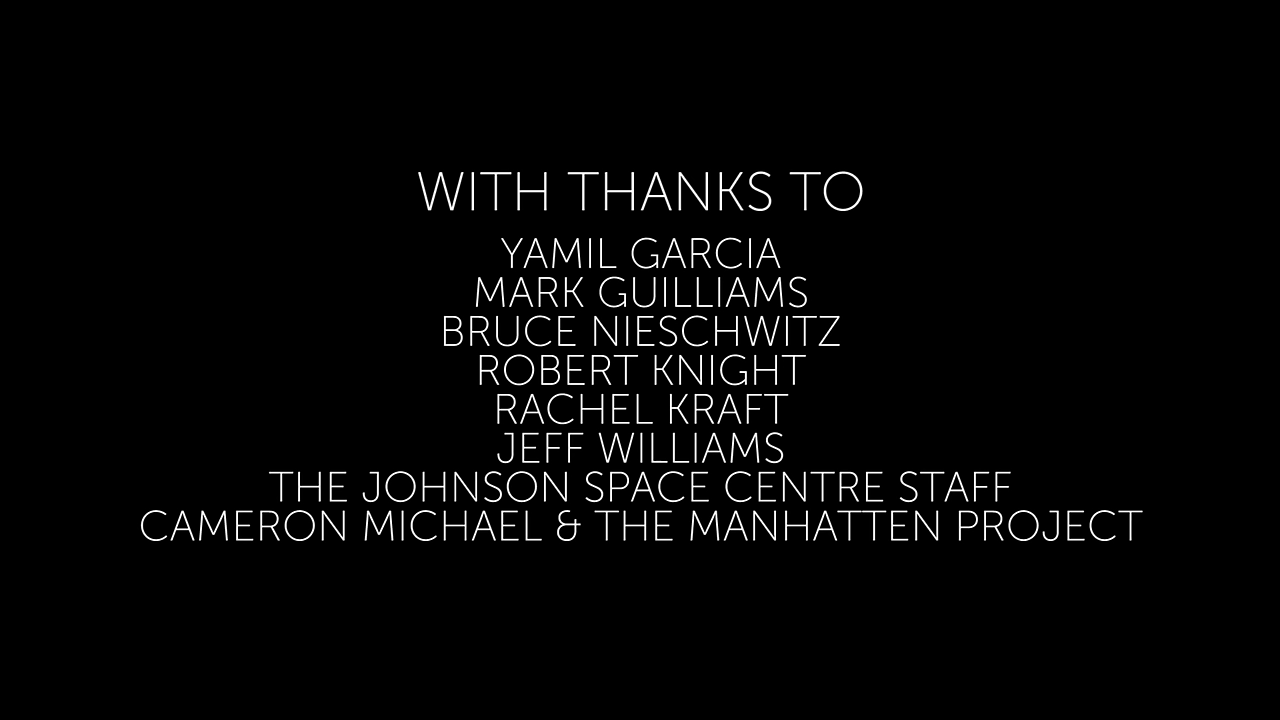 WITH THANKS TO
YAMIL GARCIA
MARK GUILLIAMS
BRUCE NIESCHWITZ
ROBERT KNIGHT
RACHEL KRAFT
JEFF WILLIAMS
THE JOHNSON SPACE CENTRE STAFF
CAMERON MICHAEL & THE MANHATTEN PROJECT